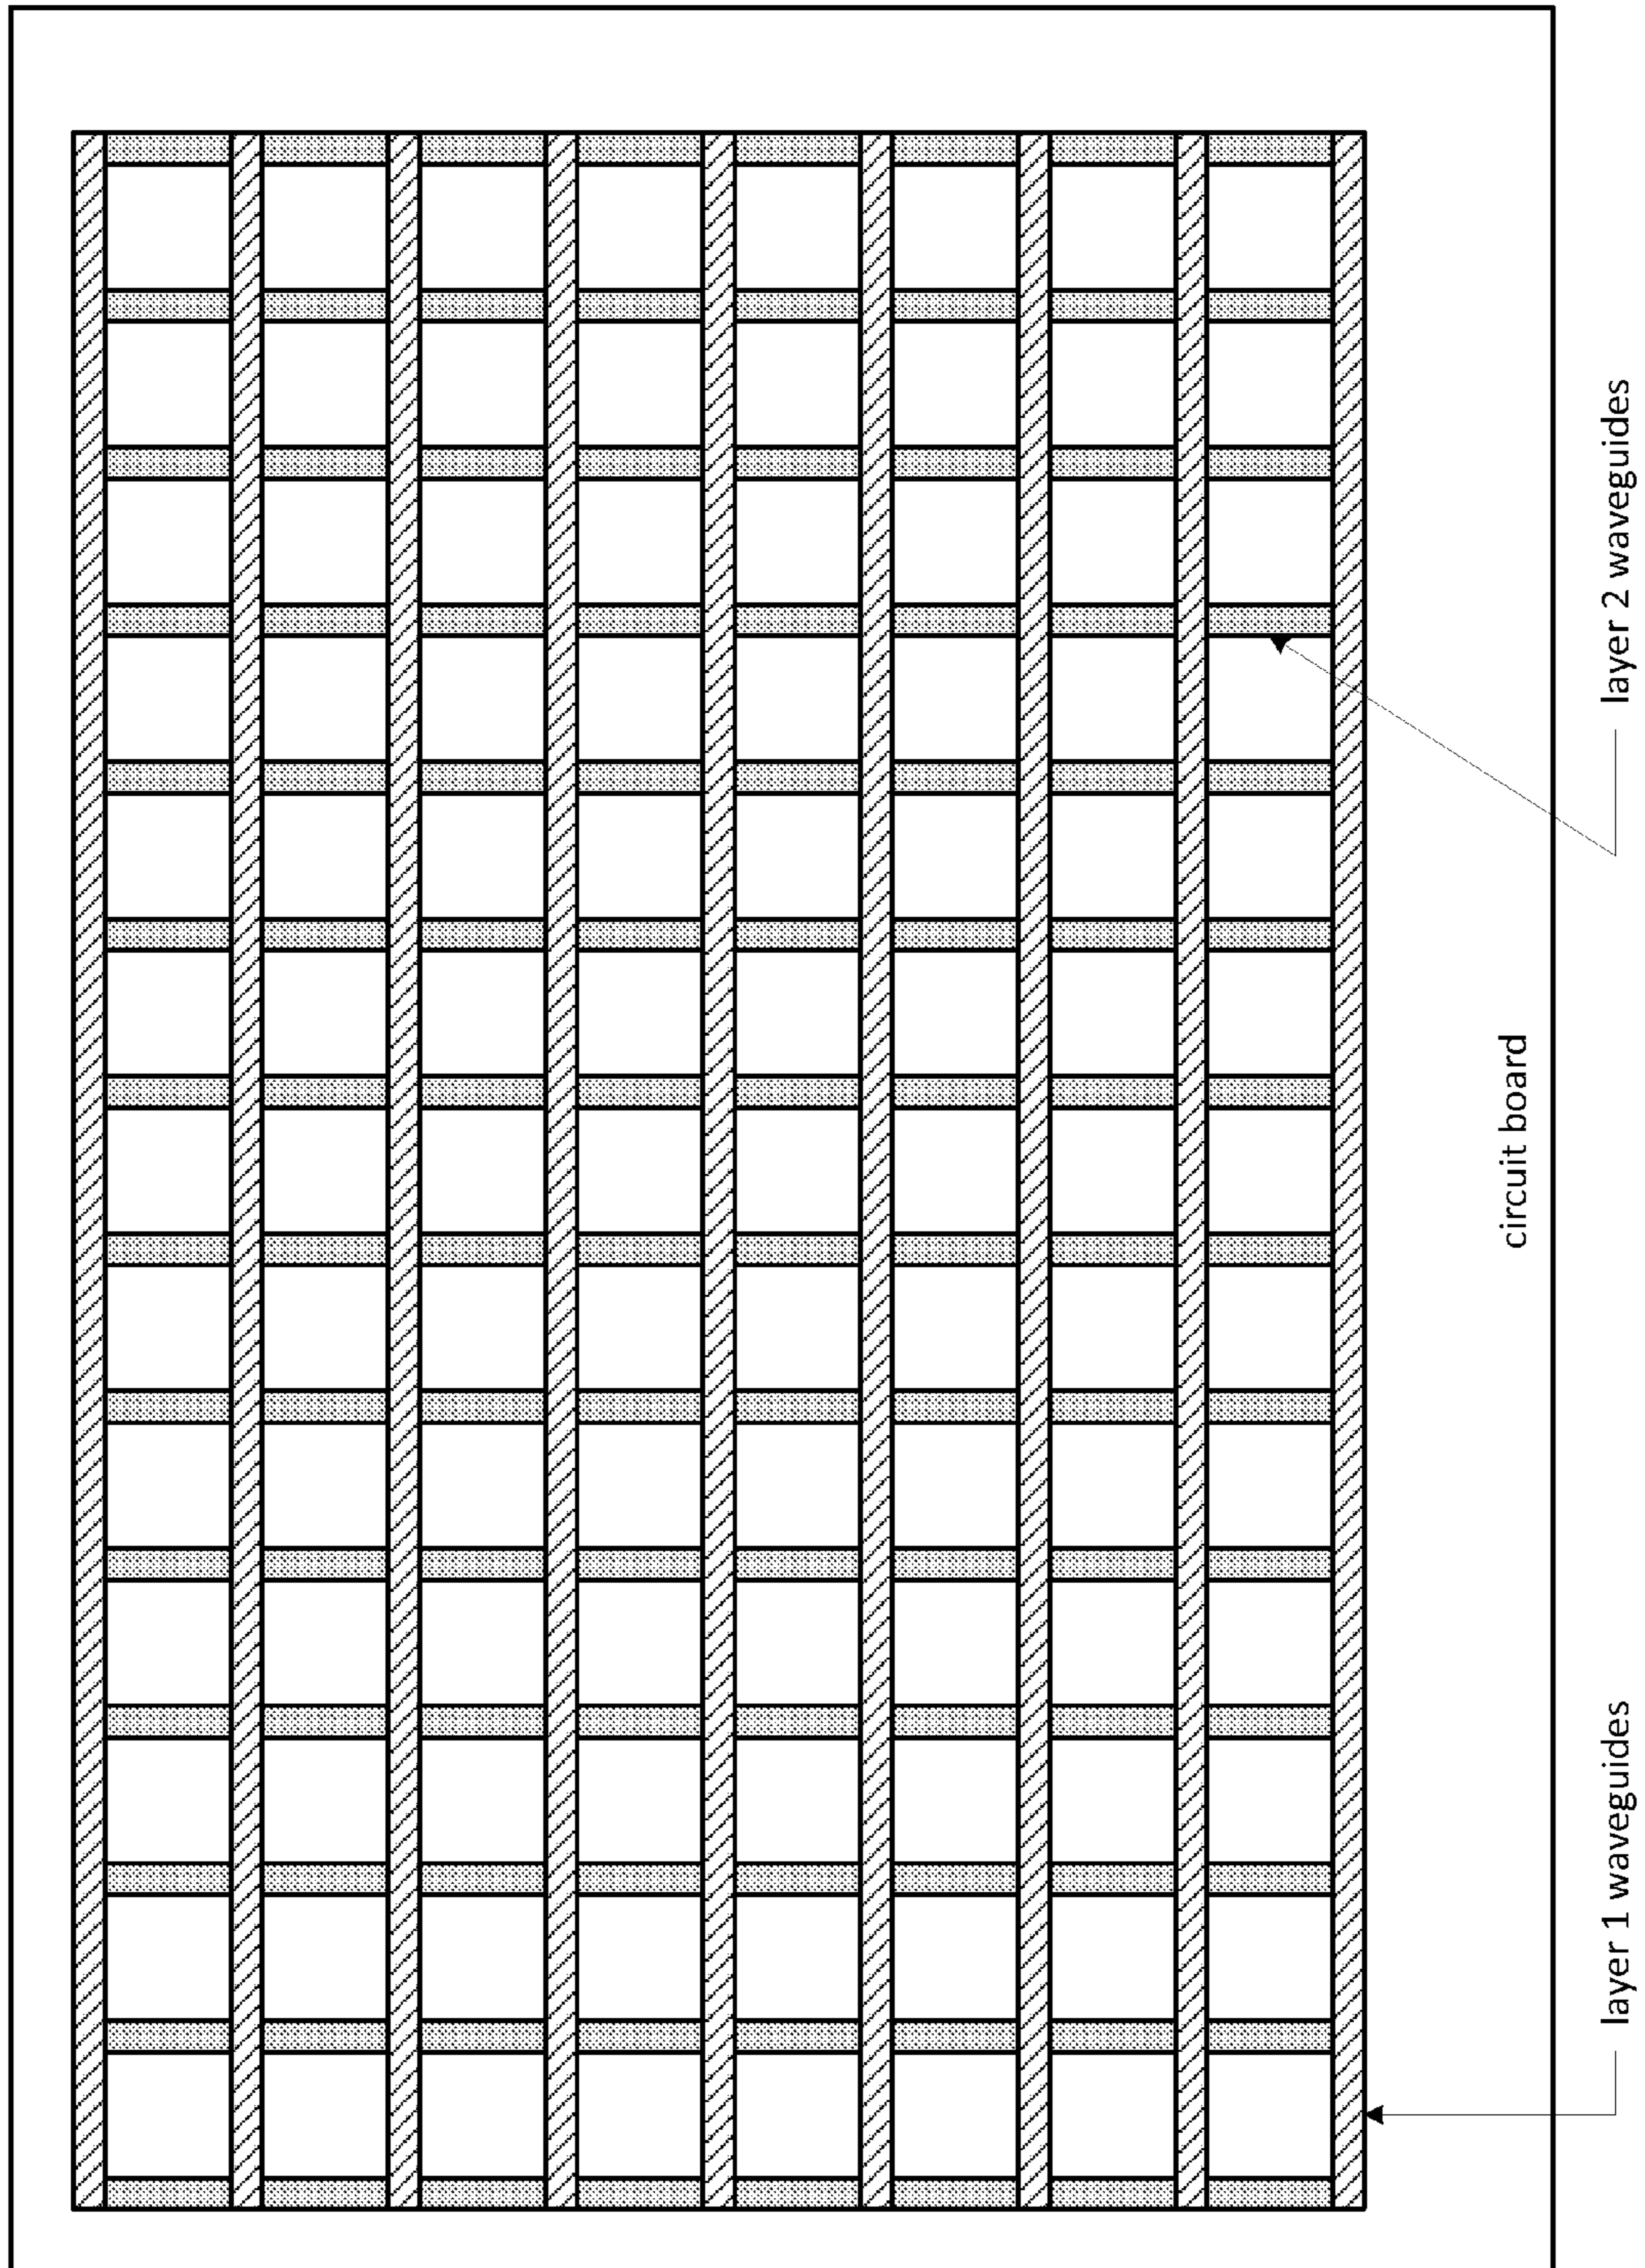 circuit board
layer 1 waveguides
layer 2 waveguides